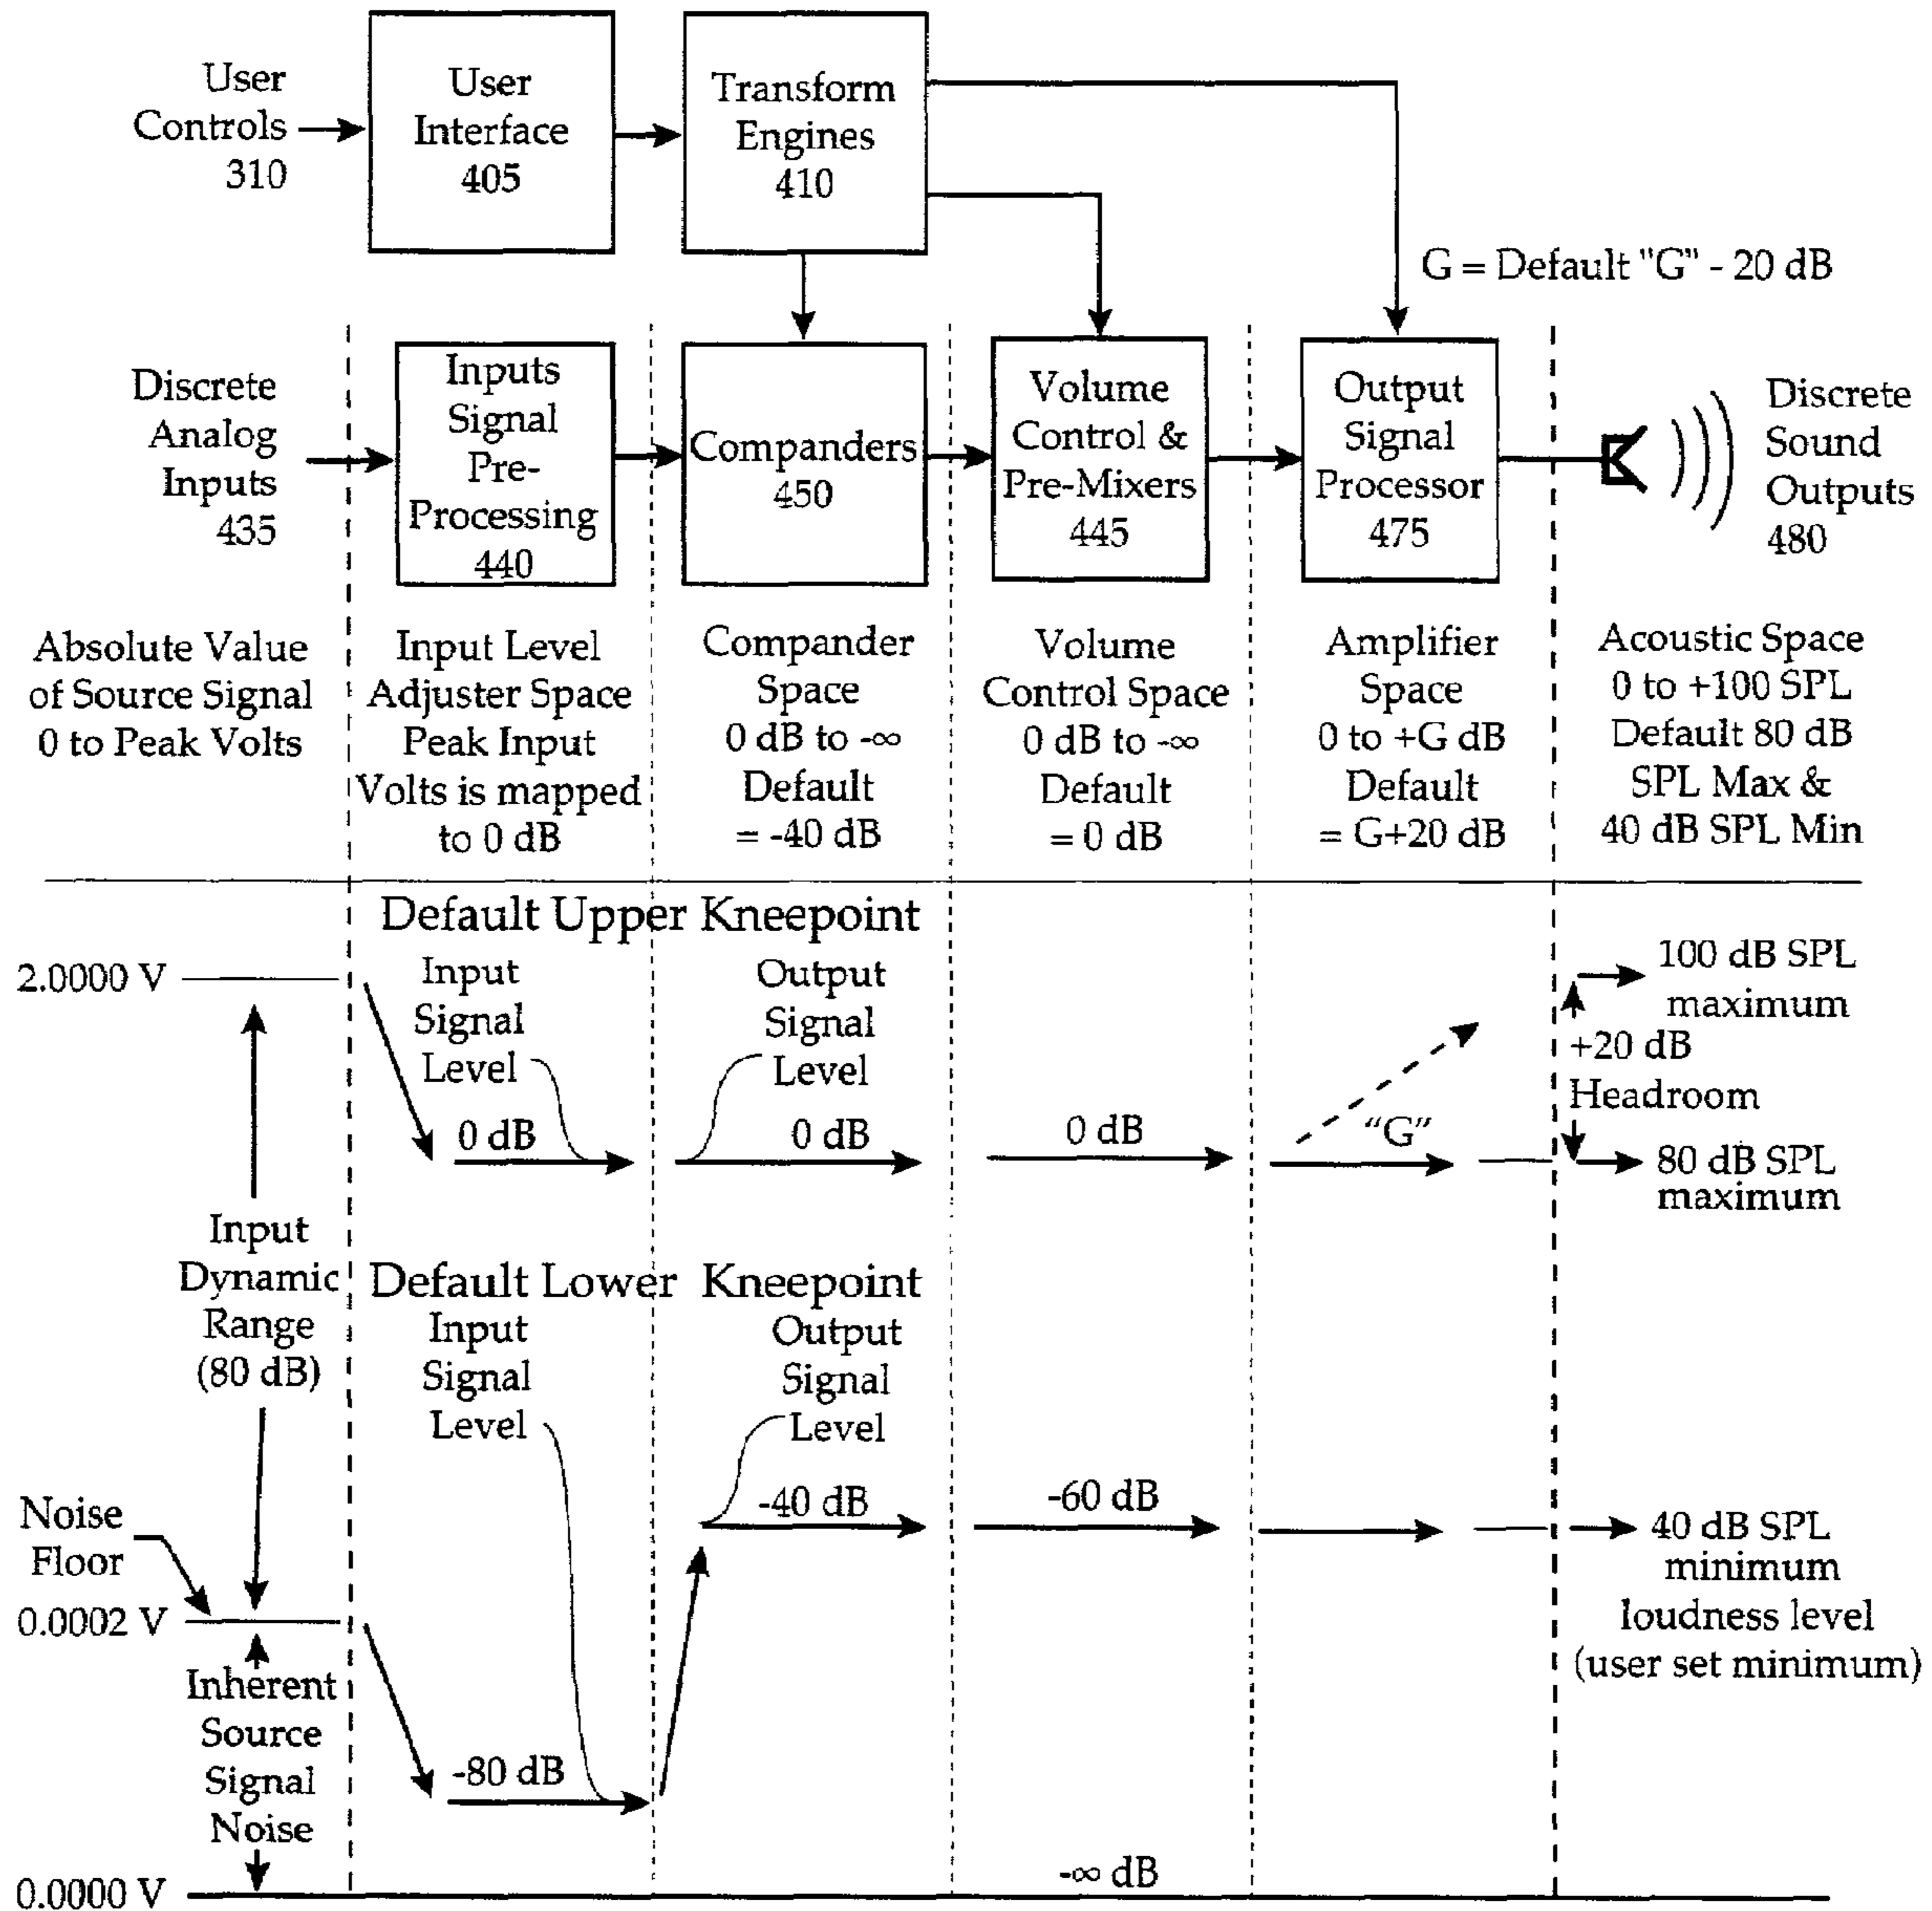 User
Controls
310
User
Interface
405
Transform
Engines
410
G = Default "G" - 20 dB
Discrete
Analog
Inputs
435
Inputs
Signal
Pre-
Processing
440
Companders
450
Volume
Control &
Pre-Mixers
445
Output
Signal
Processor
475
Discrete
Sound
Outputs
480
Absolute Value
of Source Signal
0 to Peak Volts
Input Level
Adjuster Space
Peak Input
Volts is mapped
to 0 dB
Compander
Space
0 dB to -∞
Default
= -40 dB
Volume
Control Space
0 dB to -∞
Default
= 0 dB
Amplifier
Space
0 to +G dB
Default
= G+20 dB
Acoustic Space
0 to +100 SPL
Default 80 dB
SPL Max &
40 dB SPL Min
Default Upper Kneepoint
2.0000 V
Input
Signal
Level
0 dB
Output
Signal
Level
0 dB
0 dB
"G"
100 dB SPL
maximum
+20 dB
Headroom
80 dB SPL
maximum
Input
Dynamic
Range
(80 dB)
Default Lower Kneepoint
Input
Signal
Level
Output
Signal
Level
-40 dB
-60 dB
40 dB SPL
minimum
loudness level
(user set minimum)
Noise
Floor
0.0002 V
Inherent
Source
Signal
Noise
-80 dB
-∞ dB
0.0000 V